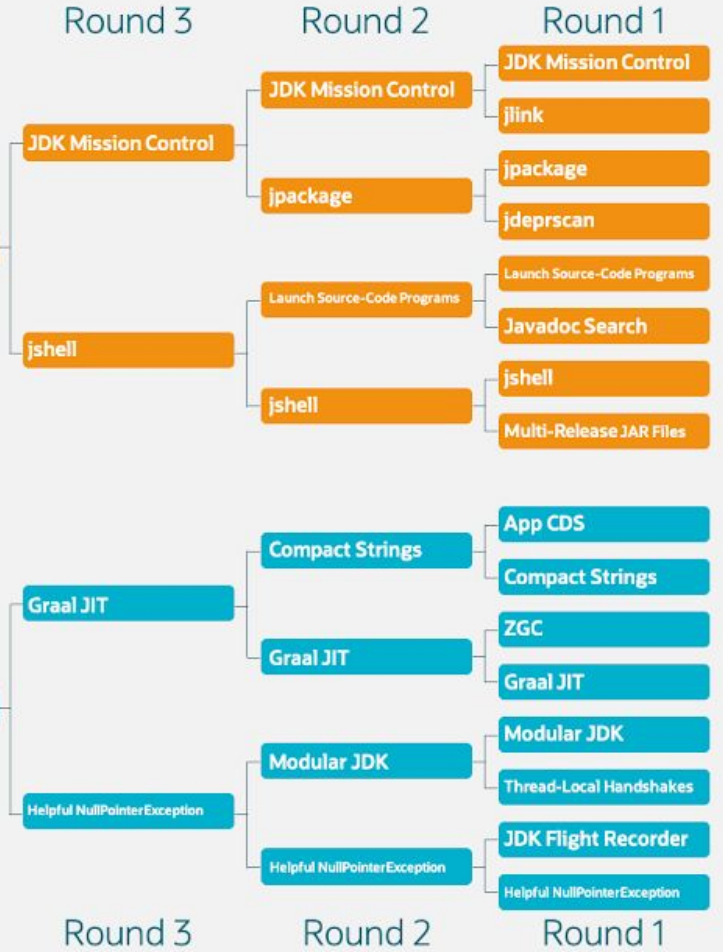 Round 3
Round 2
Round 1
JDK Mission Control
JDK Mission Control
JDK Mission Control
jlink
jpackage
jpackage
jdeprscan
jshell
Launch Source-Code Programs
Launch Source-Code Programs
Javadoc Search
jshell
jshell
Multi-Release JAR Files
Graal JIT
Compact Strings
App CDS
Compact Strings
Graal JIT
ZGC
Graal JIT
Helpful NullPointerException
Modular JDK
Modular JDK
Thread-Local Handshakes
Helpful NullPointerException
JDK Flight Recorder
Helpful NullPointerException
Round 3
Round 2
Round 1